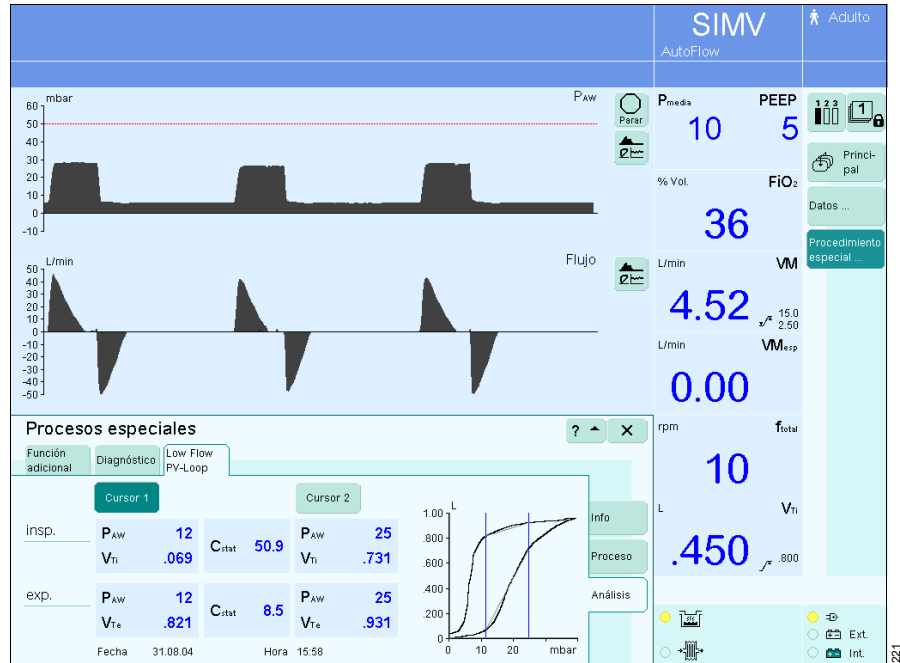 SIMV
AutoFlow
Adulto
mbar
PAW
60
50
40
30
20
10
0
-10
Parar
L/min
Flujo
50
40
30
20
10
0
-10
-20
-30
-40
-50
Pmedia PEEP
10 5
% Vol. FiO2
36
L/min VM
4.52 15.0
2.50
L/min VMesp
0.00
rpm ftotal
10
L VTi
.450 .800
1 2 3
1
Princi-
pal
Datos ...
Procedimiento
especial ...
Procesos especiales
?
X
Función
adicional
Diagnóstico
Low Flow
PV-Loop
Cursor 1 Cursor 2
insp.
PAW 12
VTi .069
Cstat 50.9
PAW 25
VTi .731
exp.
PAW 12
VTe .821
Cstat 8.5
PAW 25
VTe .931
Fecha 31.08.04 Hora 15:58
L
1.00
.800
.600
.400
.200
0
0 10 20 mbar
Info
Proceso
Análisis
Ext.
Int.
221